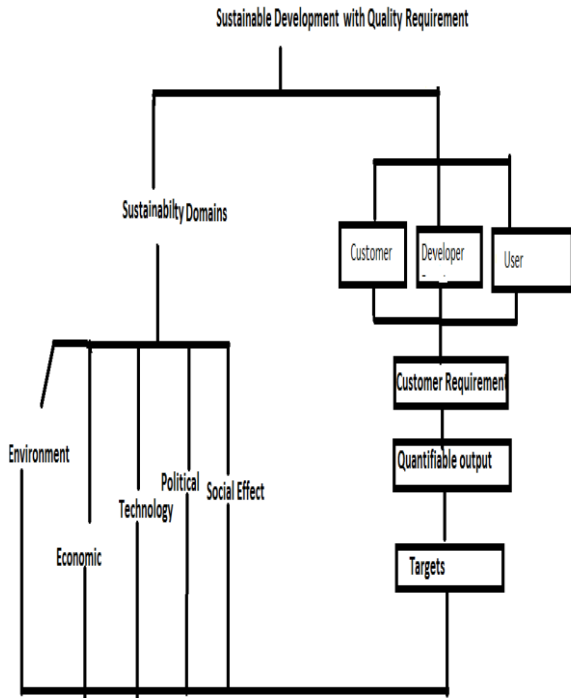 Sustainable Development with Quality Requirement
Sustainabilty Domains
Customer
Developer
User
Customer Requirement
Quantifiable output
Targets
Environment
Economic
Technology
Political
Social Effect